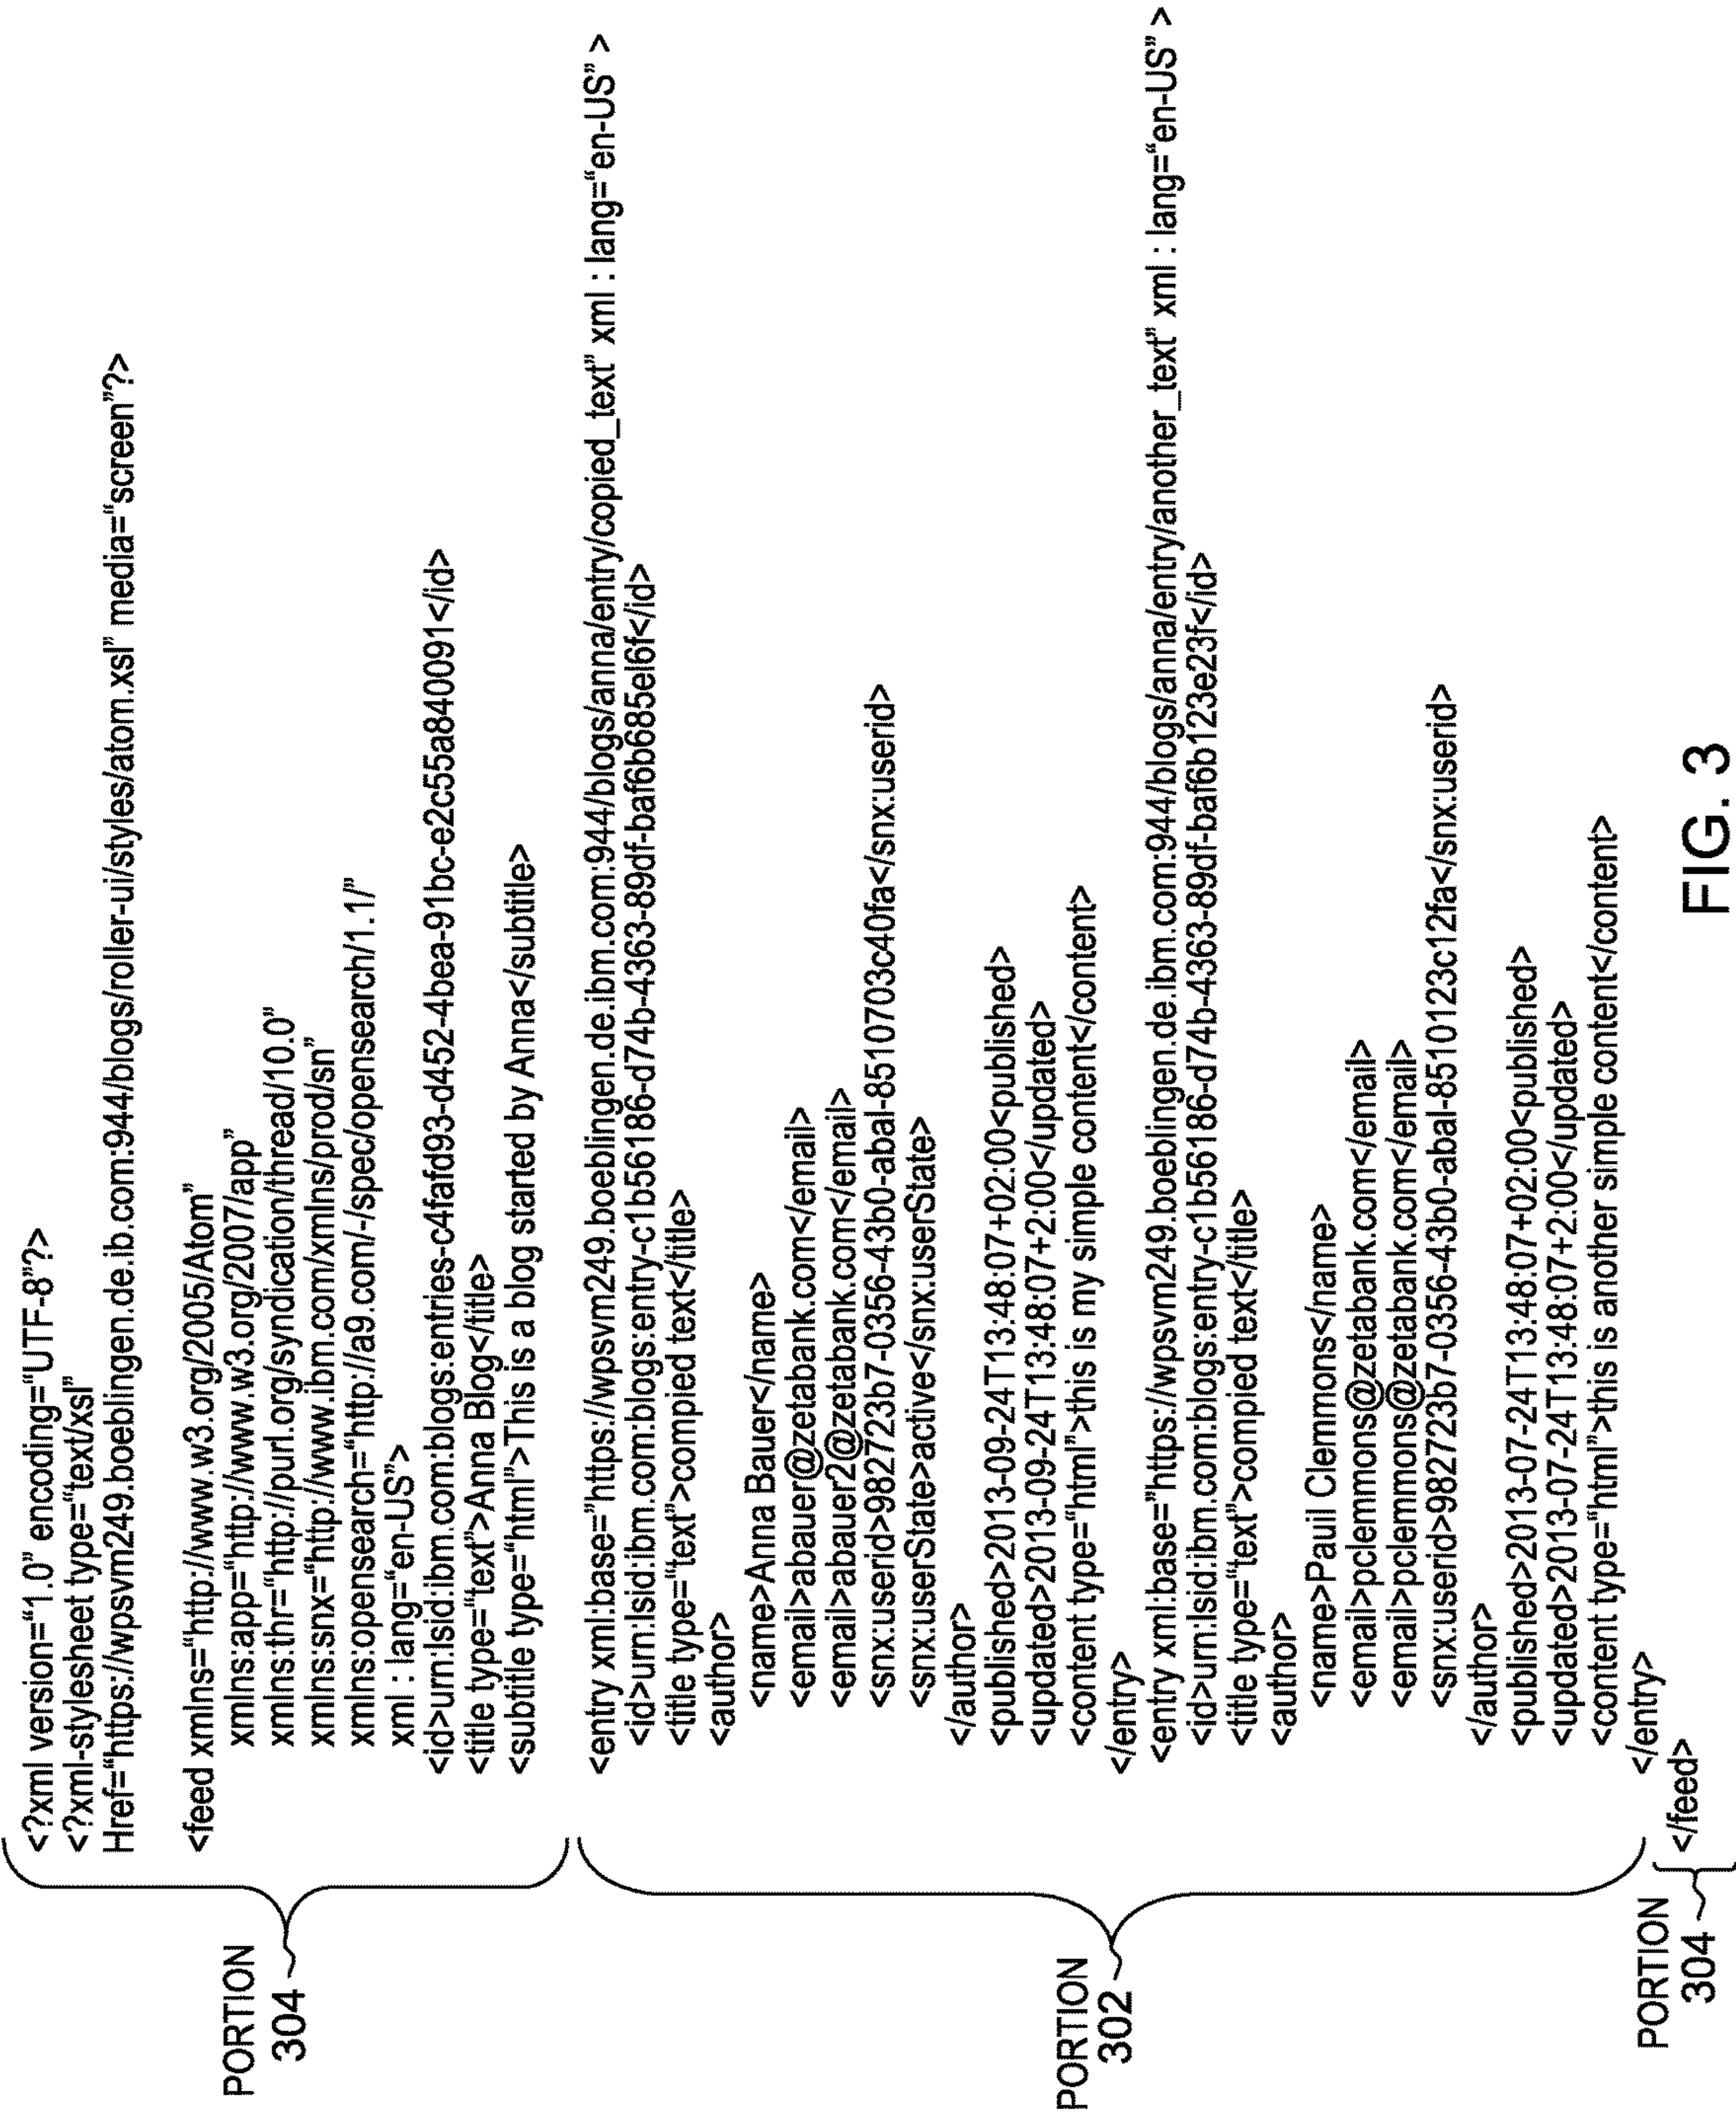 <?xml version=“1.0” encoding=“UTF-8”?>
<?xml-stylesheet type=“text/xsl”
Href=“https://wpsvm249.boeblingen.de.ib.com:944/blogs/roller-ui/styles/atom.xsl” media=“screen”?>
<feed xmlns=“http://www.w3.org/2005/Atom”
xmlns:app=“http://www.w3.org/2007/app”
xmlns:thr=“http://purl.org/syndication/thread/10.0”
xmlns:snx=“http://www.ibm.com/xmlns/prod/sn”
xmlns:opensearch=“http://a9.com/-/spec/opensearch/1.1/”
xml : lang=“en-US”>
<id>urn:lsid:ibm.com:blogs:entries-c4fafd93-d452-4bea-91bc-e2c55a840091</id>
<title type=“text”>Anna Blog</title>
<subtitle type=“html”>This is a blog started by Anna</subtitle>
PORTION
304
<entry xml:base=“https://wpsvm249.boeblingen.de.ibm.com:944/blogs/anna/entry/copied_text” xml : lang=“en-US” >
<id>urn:lsid:ibm.com:blogs:entry-c1b56186-d74b-4363-89df-baf6b685el6f</id>
<title type=“text”>compied text</title>
<author>
<name>Anna Bauer</name>
<email>abauer@zetabank.com</email>
<email>abauer2@zetabank.com</email>
<snx:userid>982723b7-0356-43b0-abal-8510703c40fa</snx:userid>
<snx:userState>active</snx:userState>
</author>
<published>2013-09-24T13:48:07+02:00<published>
<updated>2013-09-24T13:48:07+2:00</updated>
<content type=“html”>this is my simple content</content>
</entry>
<entry xml:base=“https://wpsvm249.boeblingen.de.ibm.com:944/blogs/anna/entry/another_text” xml : lang=“en-US” >
<id>urn:lsid:ibm.com:blogs:entry-c1b56186-d74b-4363-89df-baf6b123e23f</id>
<title type=“text”>compied text</title>
<author>
<name>Pauil Clemmons</name>
<email>pclemmons@zetabank.com</email>
<email>pclemmons@zetabank.com</email>
<snx:userid>982723b7-0356-43b0-abal-8510123c12fa</snx:userid>
</author>
<published>2013-07-24T13:48:07+02:00<published>
<updated>2013-07-24T13:48:07+2:00</updated>
<content type=“html”>this is another simple content</content>
</entry>
PORTION
302
</feed>
PORTION
304
FIG. 3